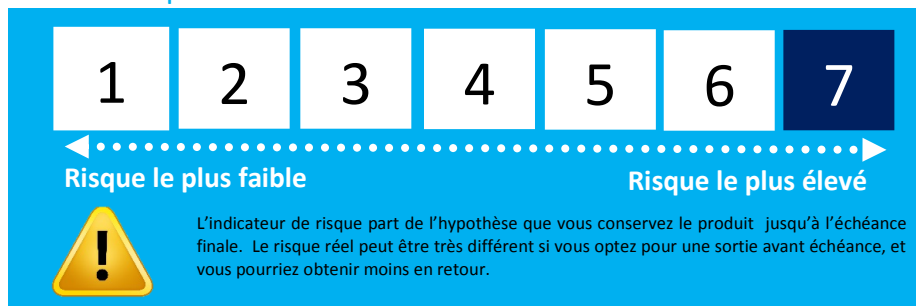 1 2 3 4 5 6 7
Risque le plus faible Risque le plus élevé
L'indicateur de risque part de l'hypothèse que vous conservez le produit jusqu'à l'échéance
finale. Le risque réel peut être très différent si vous optez pour une sortie avant échéance, et
vous pourriez obtenir moins en retour.